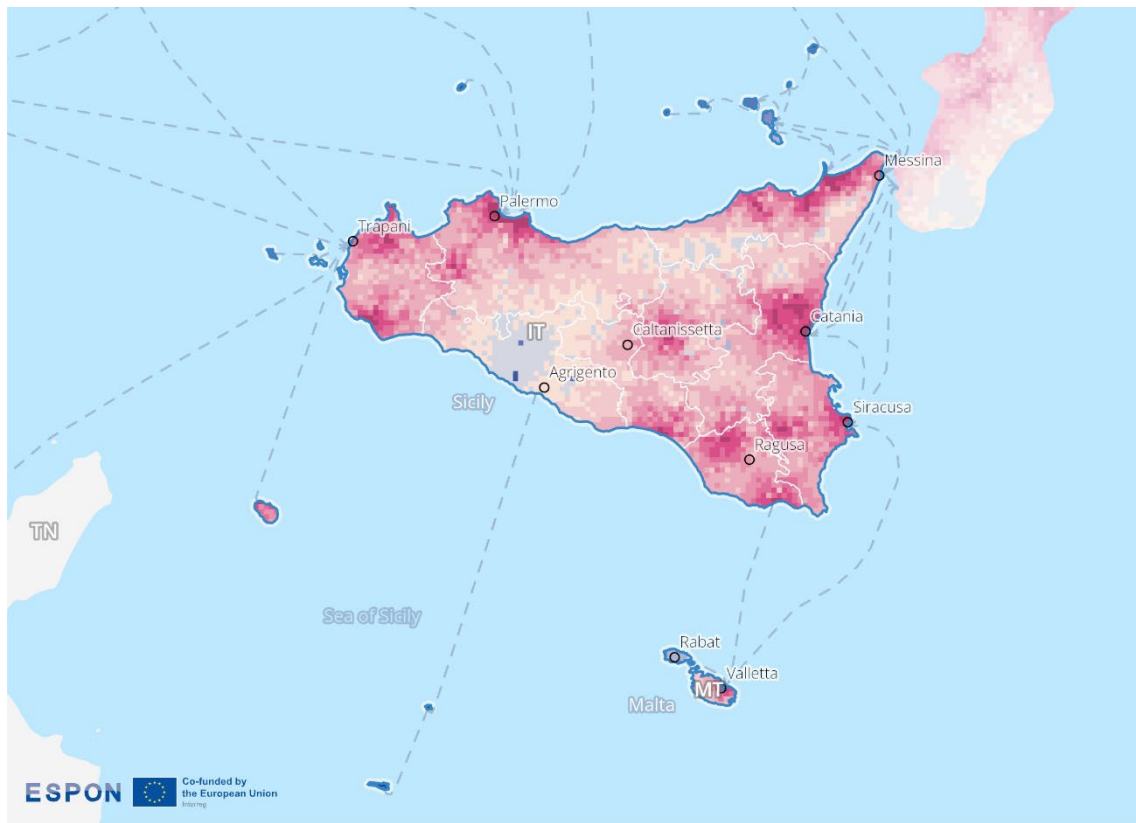 Messina
Palermo
Trapani
IT
Caltanissetta
Catania
Agrigento
Sicily
Siracusa
Ragusa
TN
Sea of Sicily
Rabat
MT
Valletta
Malta
ESPON
Co-funded by
the European Union
Interreg